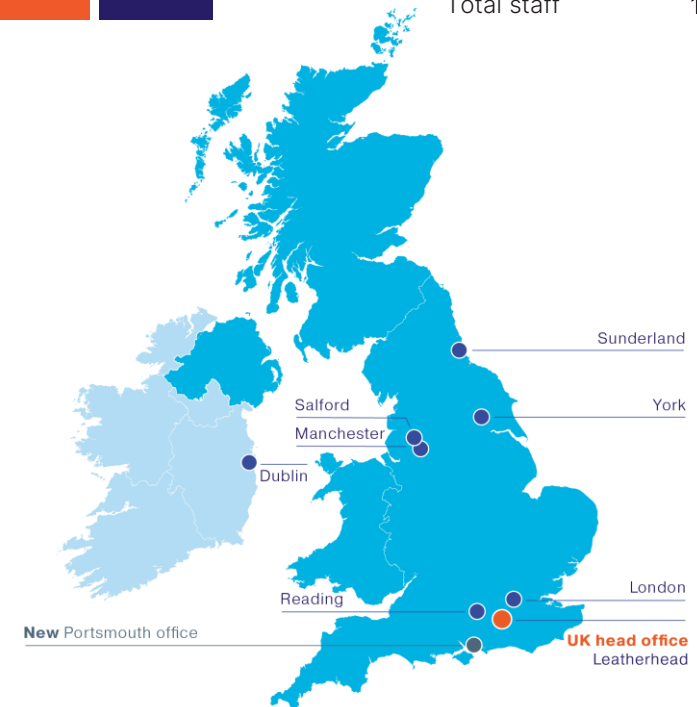 Total staff
Sunderland
Salford
York
Manchester
Dublin
London
Reading
New Portsmouth office
UK head office
Leatherhead